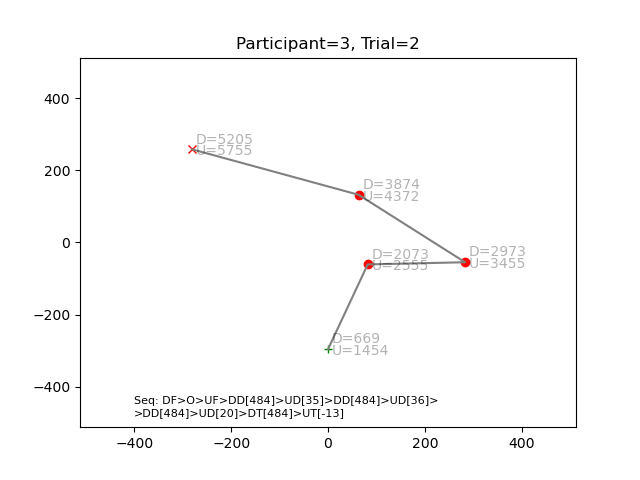 Participant=3, Trial=2
400
200
0
−200
−400
D=5205
U=5755
D=3874
U=4372
D=2073
U=2555
D=2973
U=3455
D=669
U=1454
Seq: DF>O>UF>DD[484]>UD[35]>DD[484]>UD[36]>
>DD[484]>UD[20]>DT[484]>UT[-13]
−400 −200 0 200 400